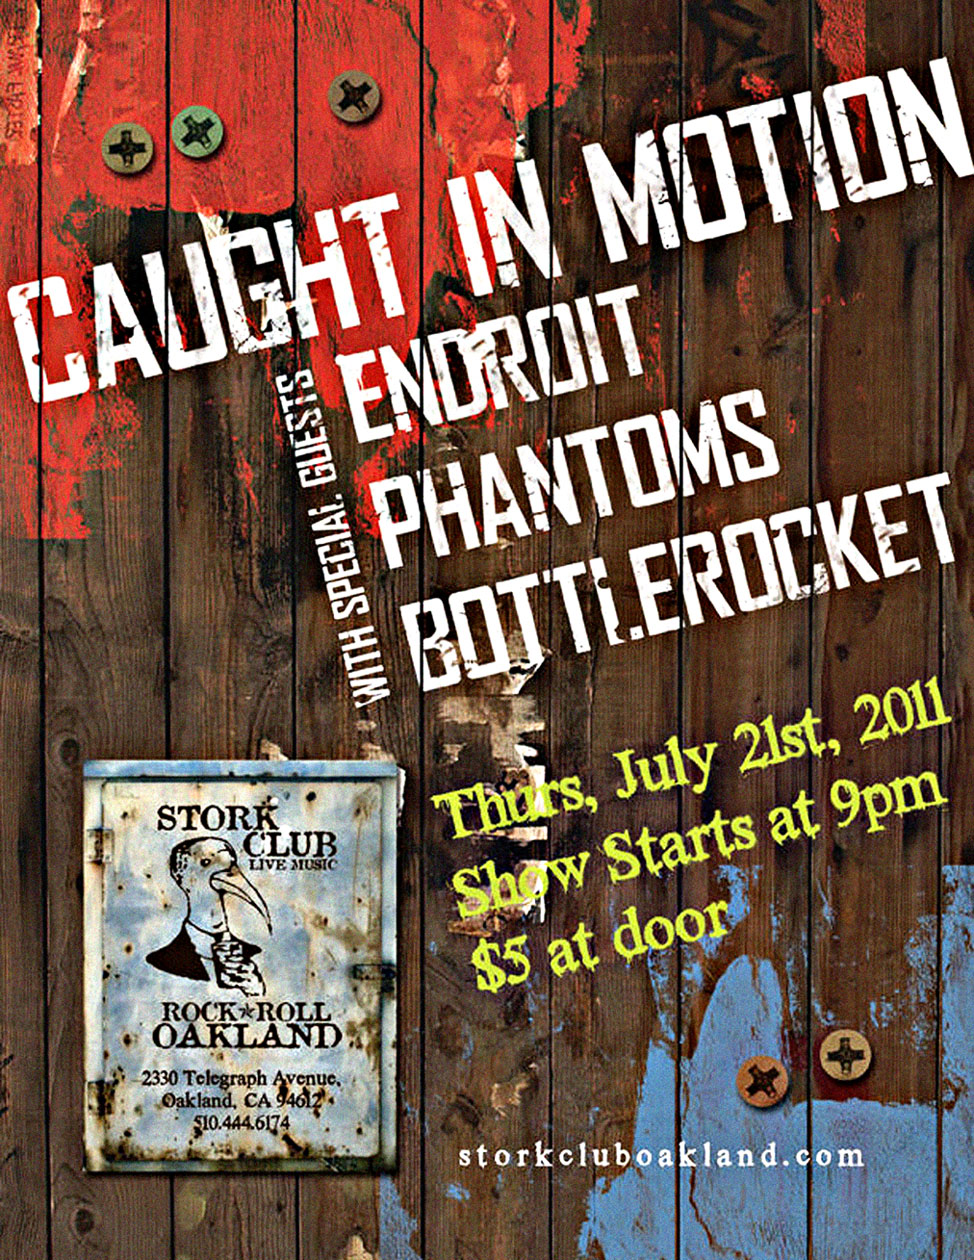 CAUGHT IN MOTION
WITH SPECIAL GUESTS
ENDROIT
PHANTOMS
BOTTLEROCKET
Thurs, July 21st, 2011
Show Starts at 9pm
$5 at door
STORK
CLUB
LIVE MUSIC
ROCK★ROLL
OAKLAND
2330 Telegraph Avenue,
Oakland, CA 94612
510.444.6174
storkcluboakland.com